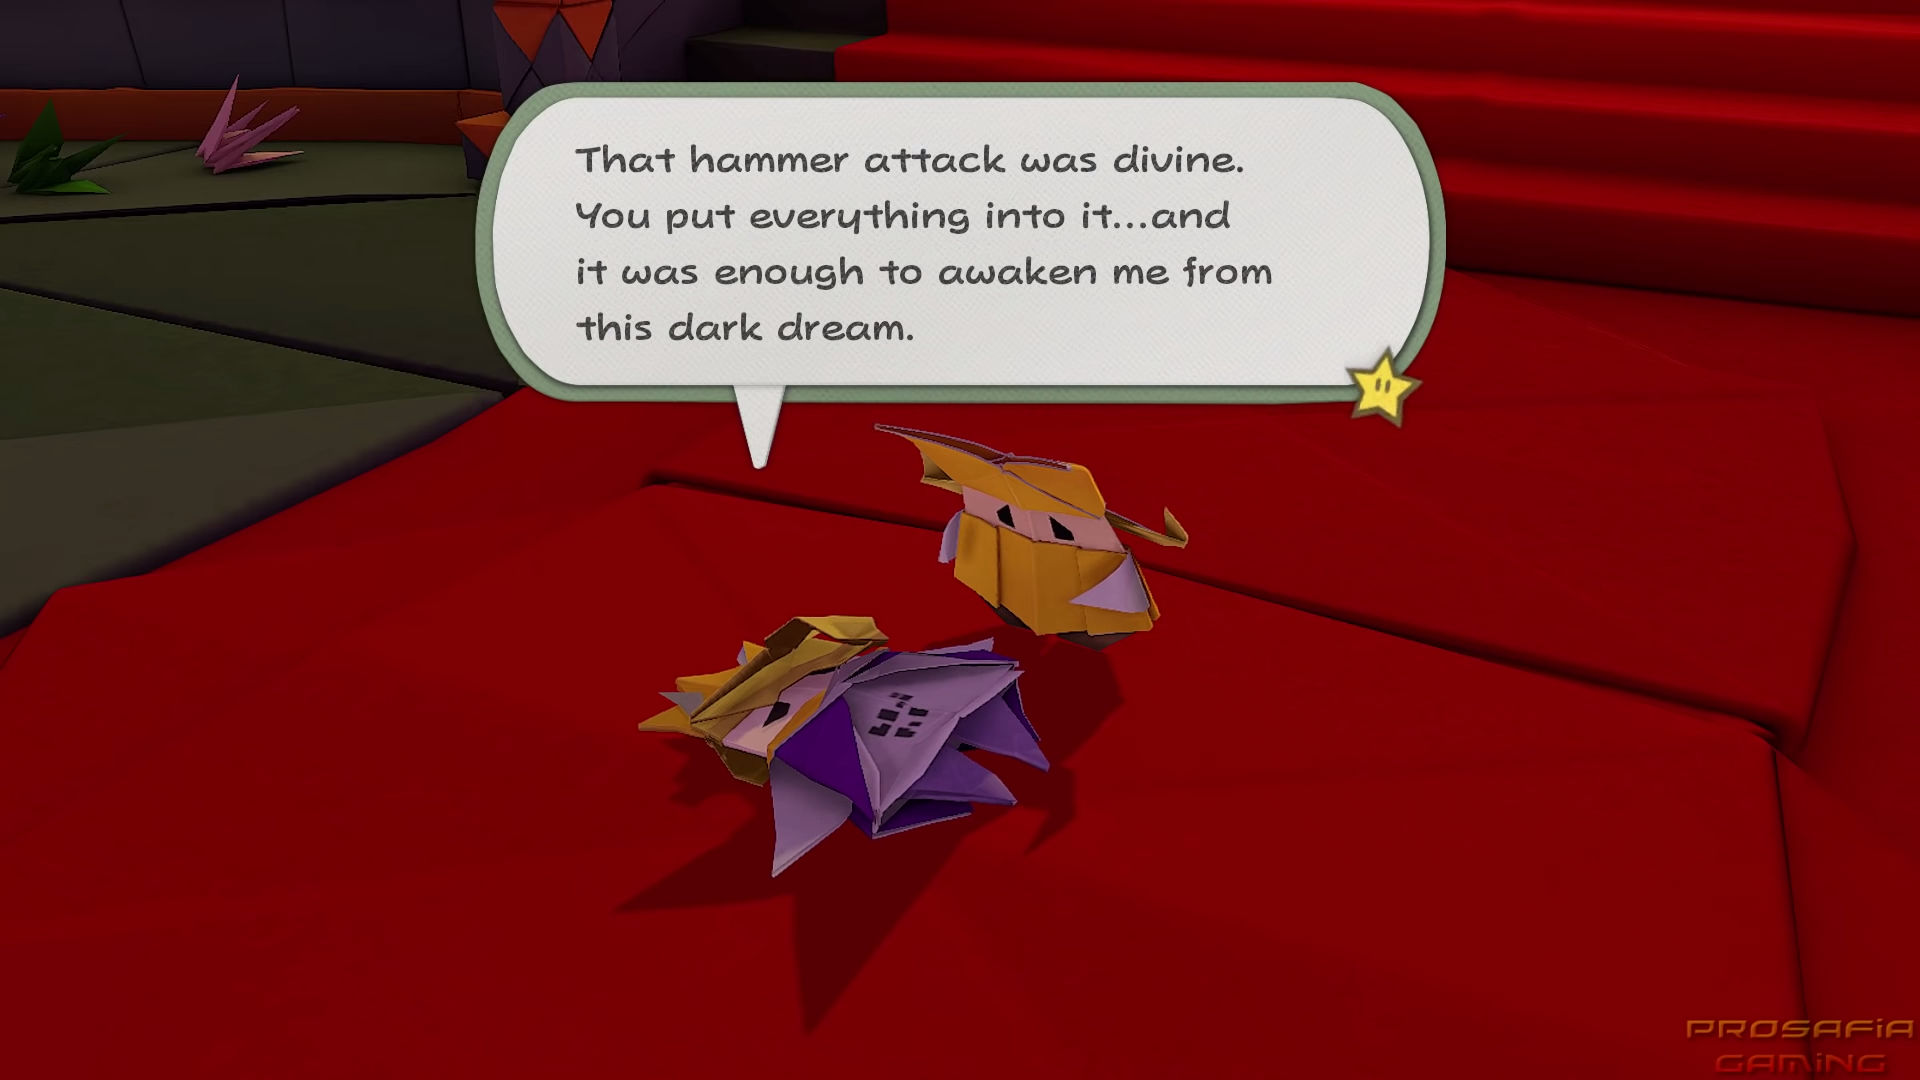 That hammer attack was divine.
You put everything into it...and
it was enough to awaken me from
this dark dream.
PROSAFiA
GAMiNG